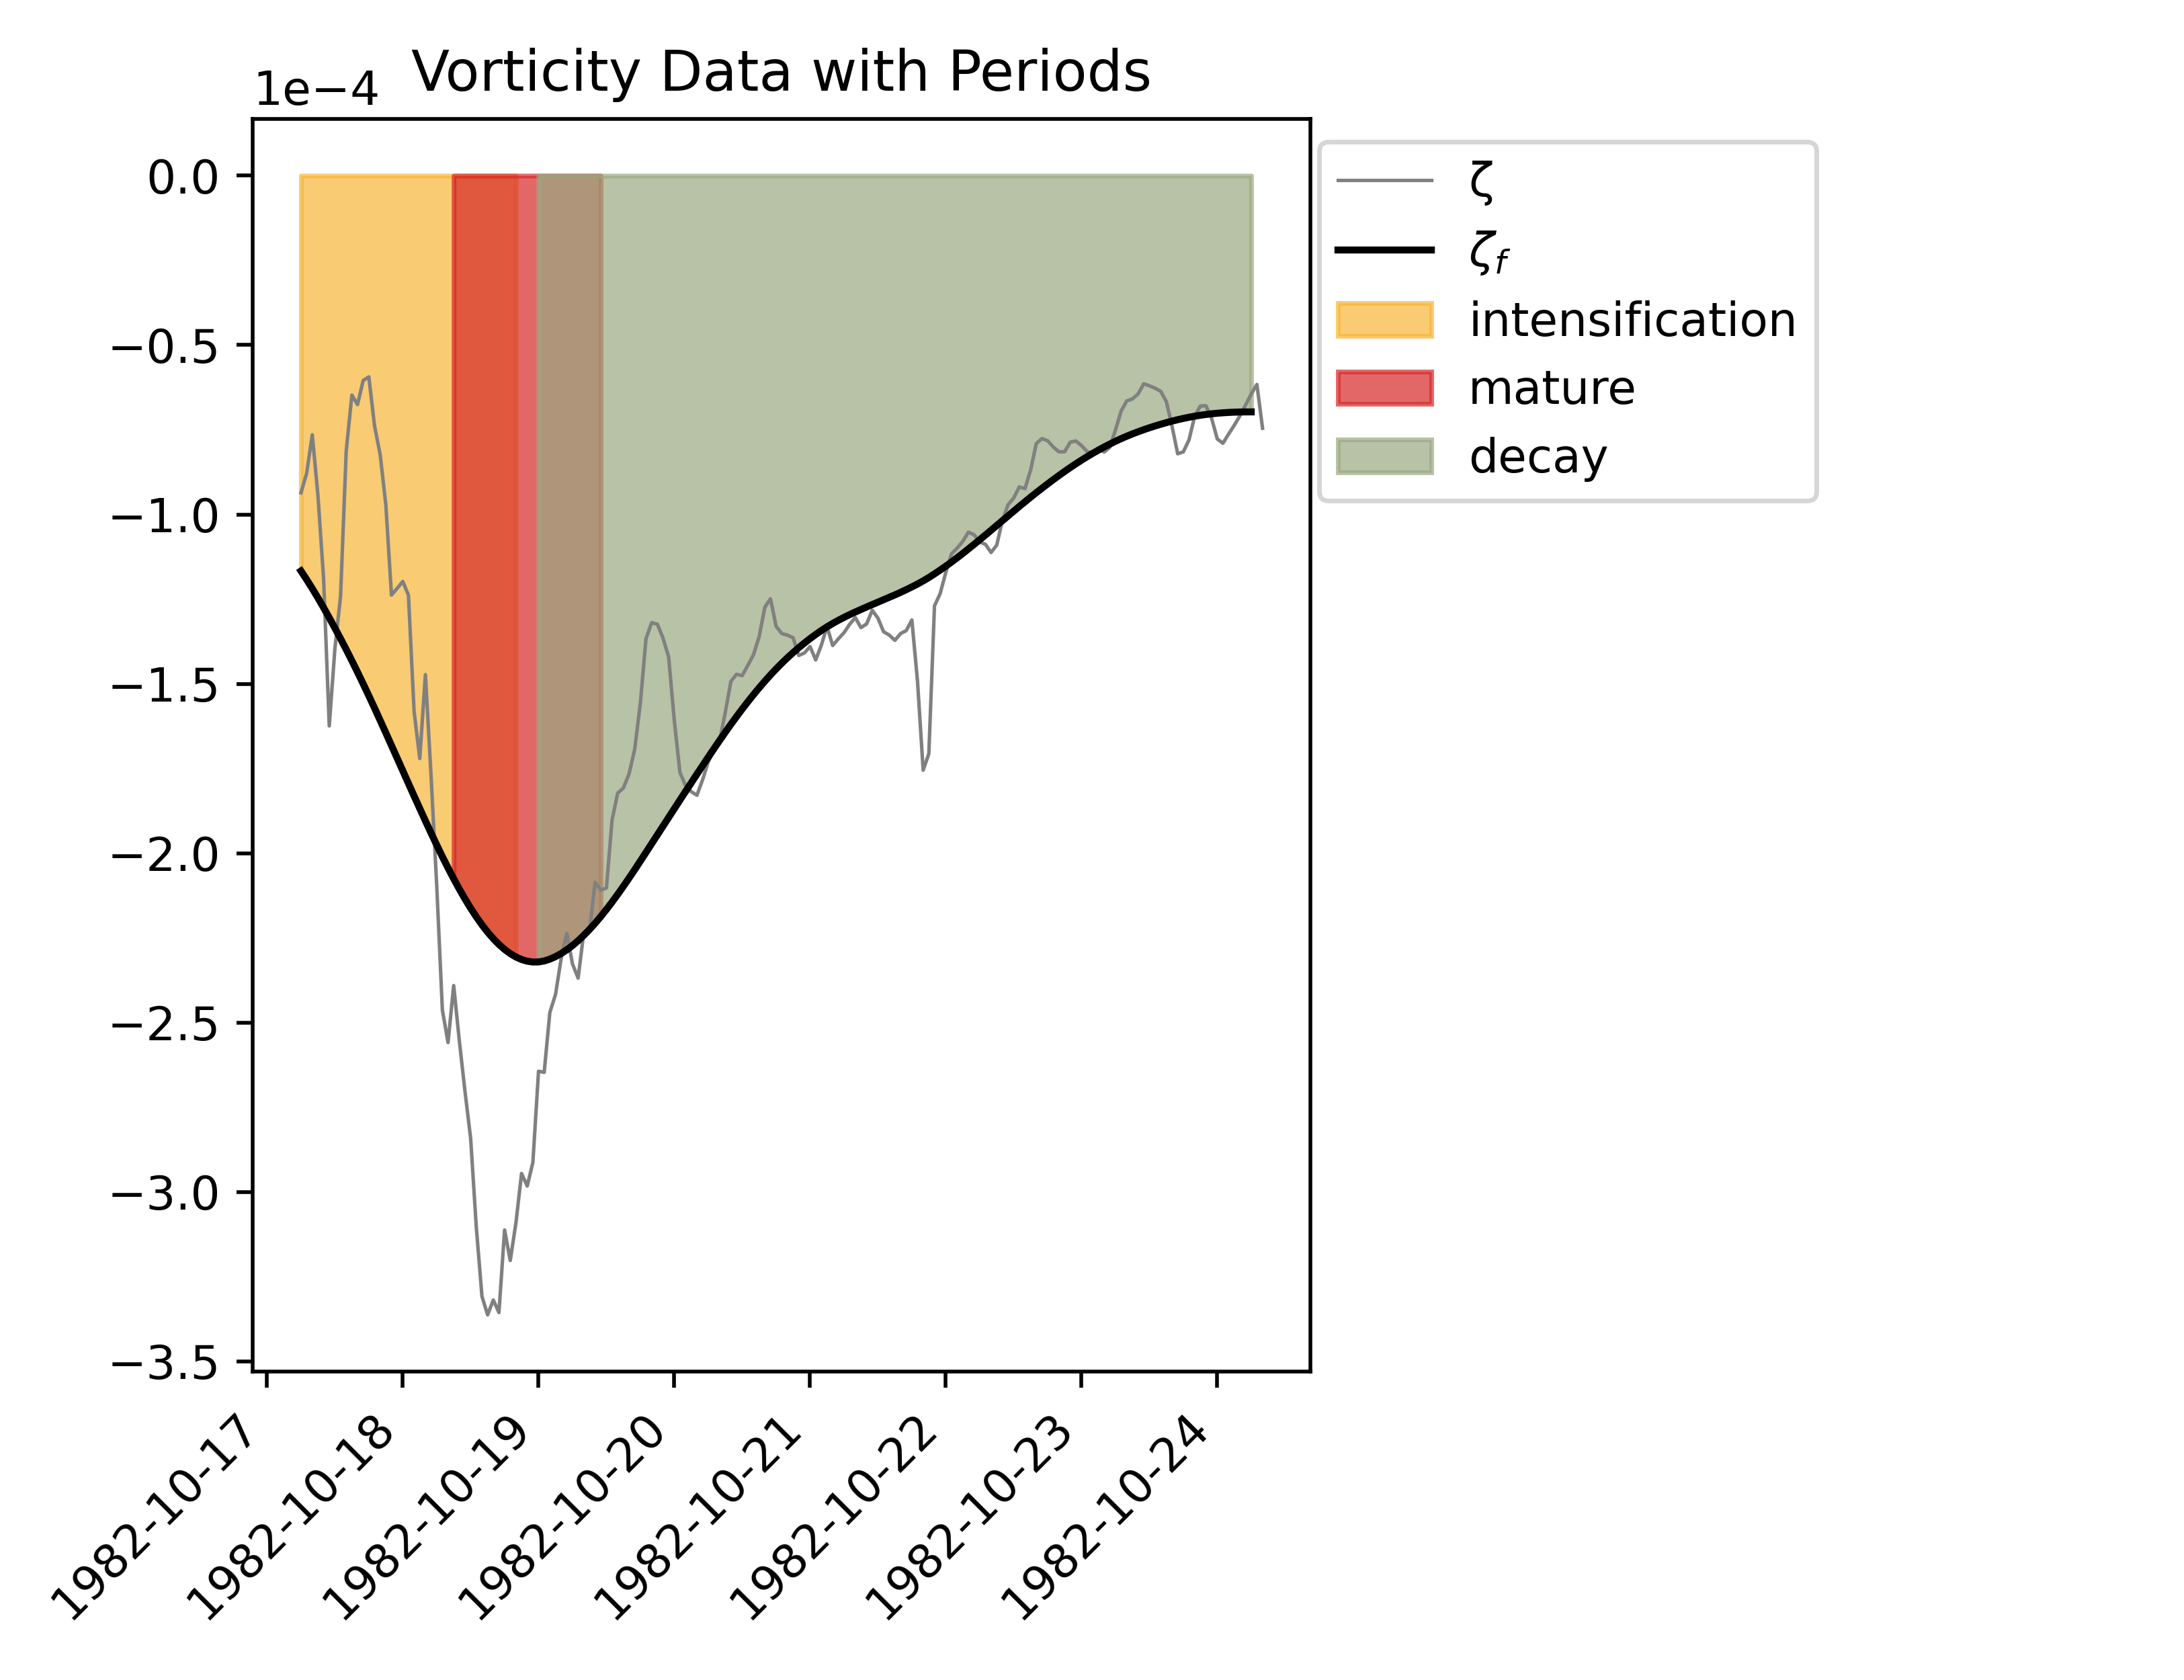 Vorticity Data with Periods
1e−4
0.0
−0.5
−1.0
−1.5
−2.0
−2.5
−3.0
−3.5
1982-10-17
1982-10-18
1982-10-19
1982-10-20
1982-10-21
1982-10-22
1982-10-23
1982-10-24
ζ
ζf
intensification
mature
decay